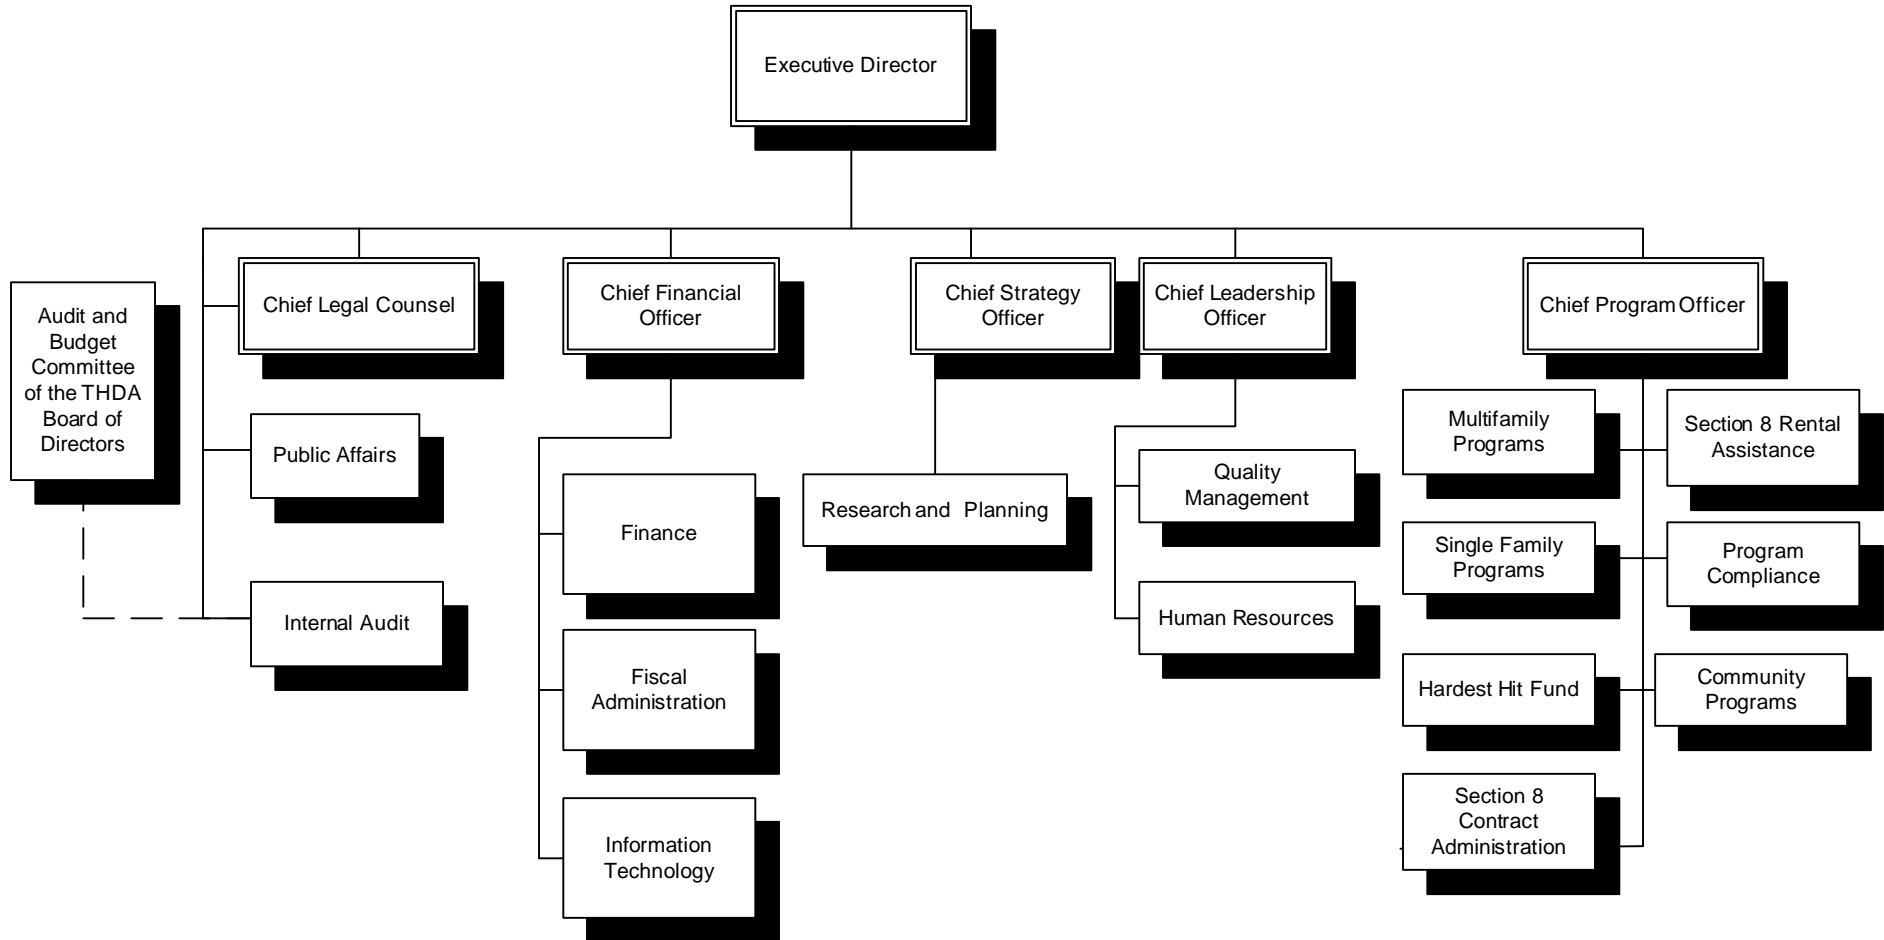 Executive Director
Chief Legal Counsel
Chief Financial
Officer
Chief Strategy
Officer
Chief Leadership
Officer
Chief Program Officer
Audit and
Budget
Committee
of the THDA
Board of
Directors
Public Affairs
Internal Audit
Finance
Fiscal
Administration
Information
Technology
Research and Planning
Quality
Management
Human Resources
Multifamily
Programs
Section 8 Rental
Assistance
Single Family
Programs
Program
Compliance
Hardest Hit Fund
Community
Programs
Section 8
Contract
Administration